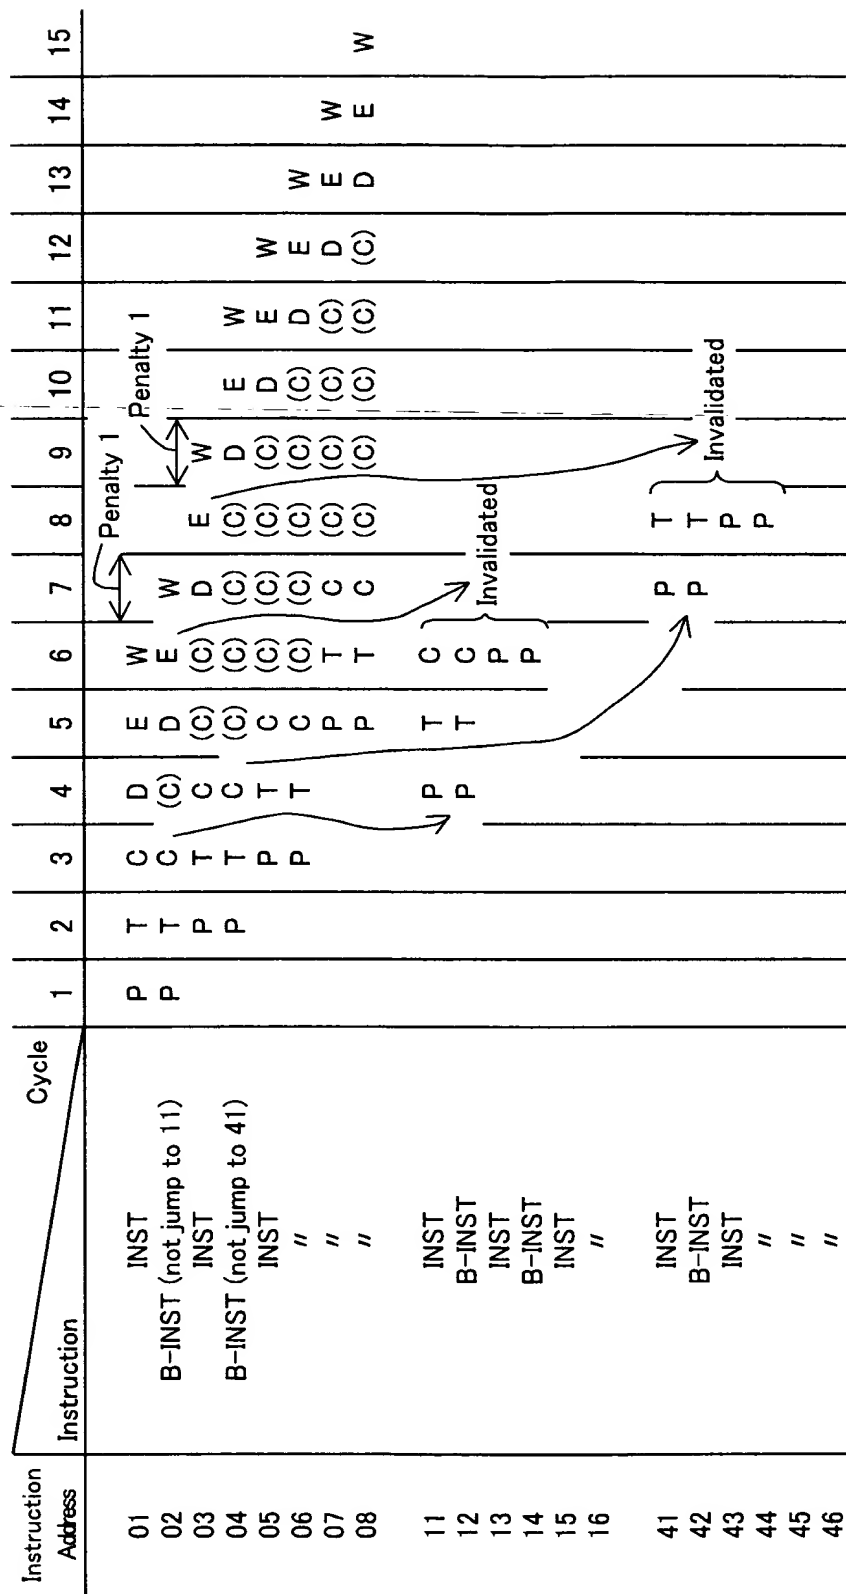 Instruction Address Instruction Cycle 1 2 3 4 5 6 7 8 9 10 11 12 13 14 15
Penalty 1
Penalty 1
01 INST P T C D E W
02 B-INST (not jump to 11) P T C (C) D E W
03 INST P T C (C) (C) D E W
04 B-INST (not jump to 41) P T C (C) (C) (C) (C) D E W
05 INST P T C (C) (C) (C) (C) D E W
06 〃 P T C (C) (C) (C) (C) (C) D E W
07 〃 P T C (C) (C) (C) (C) D E W
08 〃 P T C (C) (C) (C) (C) (C) D E W
11 INST P T C
12 B-INST P T C
13 INST P
Invalidated
14 B-INST P
15 INST
16 〃
41 INST P T
42 B-INST P T
43 INST P
Invalidated
44 〃 P
45 〃
46 〃